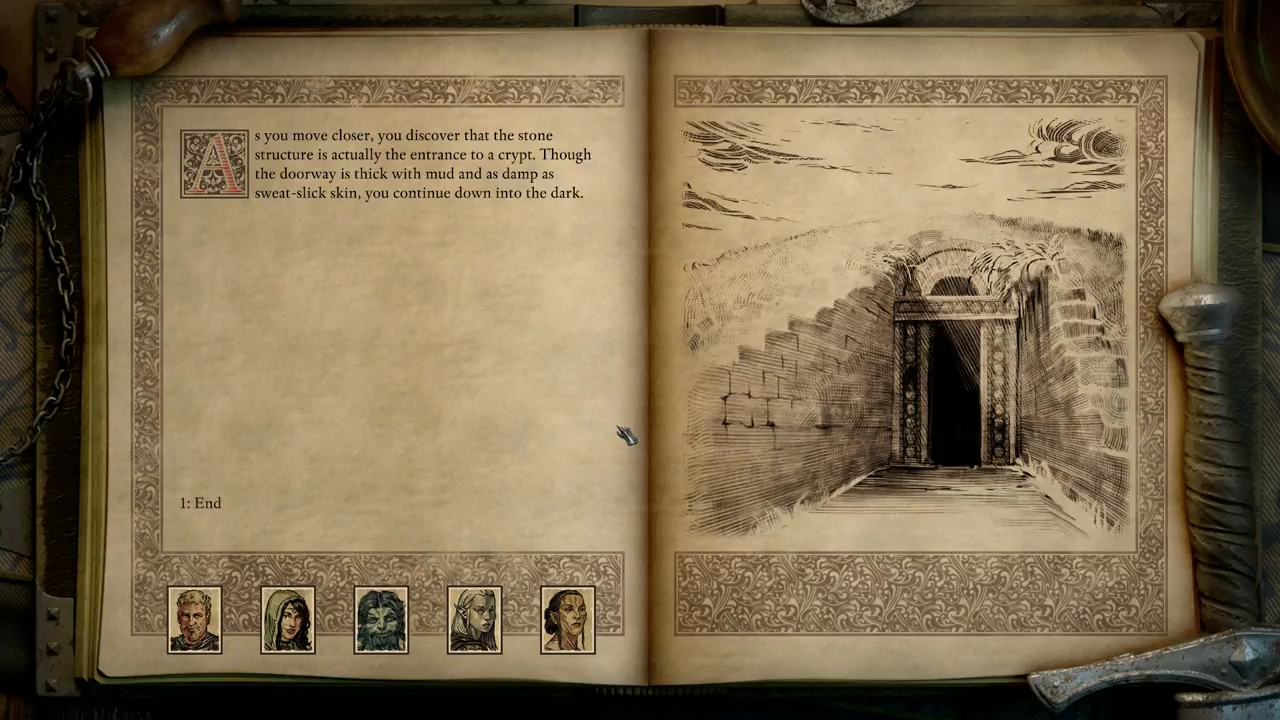 As you move closer, you discover that the stone
structure is actually the entrance to a crypt. Though
the doorway is thick with mud and as damp as
sweat-slick skin, you continue down into the dark.
1: End